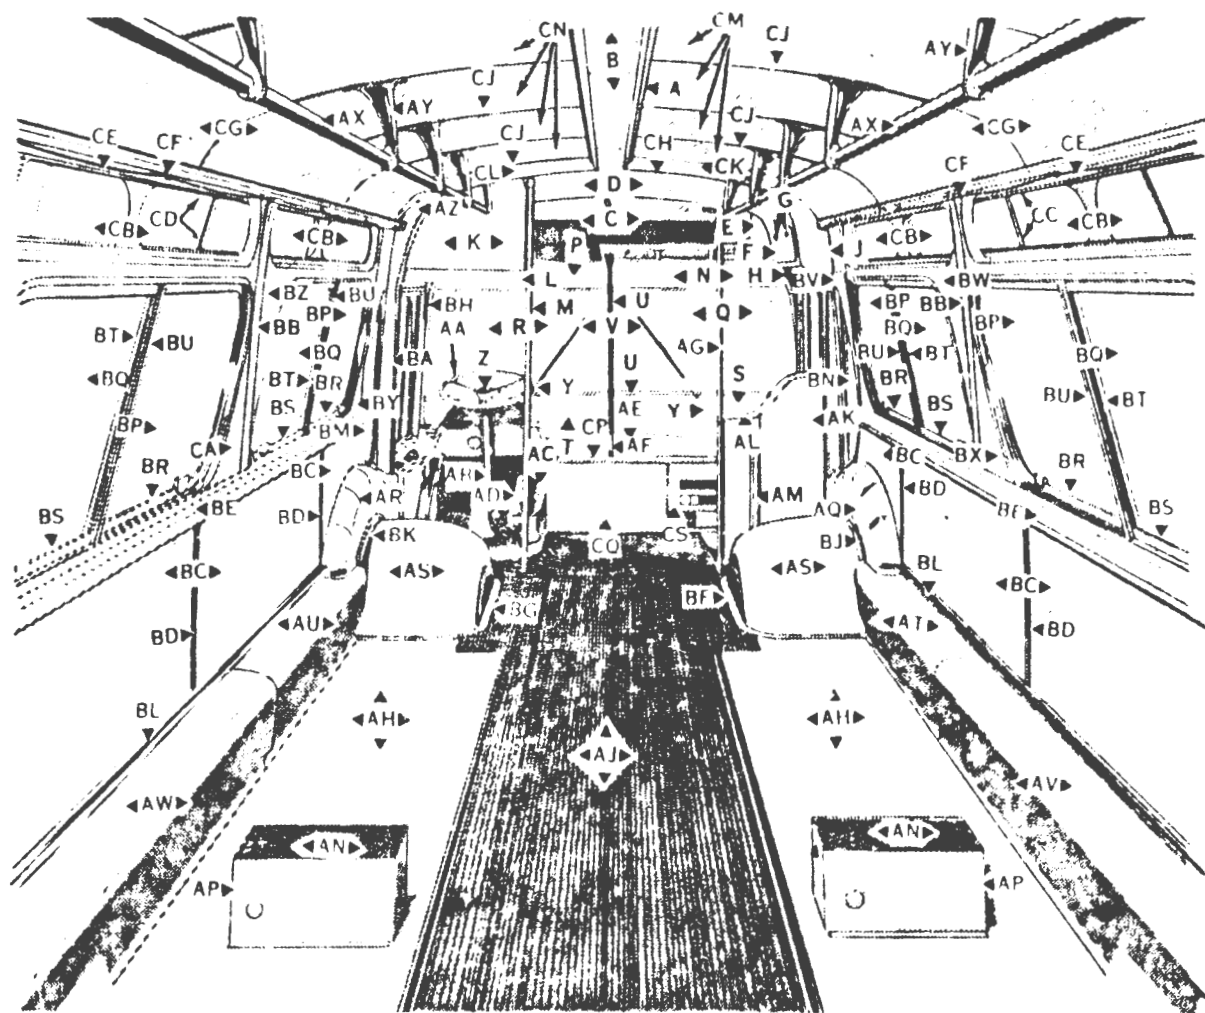 CN CM CJ
B AY
CJ A
AY
CG AX CJ CJ AX CG
CE CF CH CE
CL CK CF
D
AZ G
CD C CC
CB CB K E CB CB
P F J
L N H BV BW
BZ BU BH M U BP BB
BT BU BB BP AA R V Q BQ BP
BQ BA Z AG BU BT BQ
BT BR U S BN BR BU BT
BS BY Y AE Y BS
BP BM T CP AF AL AK
CA BC AC BC BX
BR AR AD AM BD BR
BS BE BD AQ BE BS
BK CQ CS BJ
BC AS AS BL BC
BG BF
BD AU AT BD
BL AH AH
AJ
AW AV
AN AN
AP AP